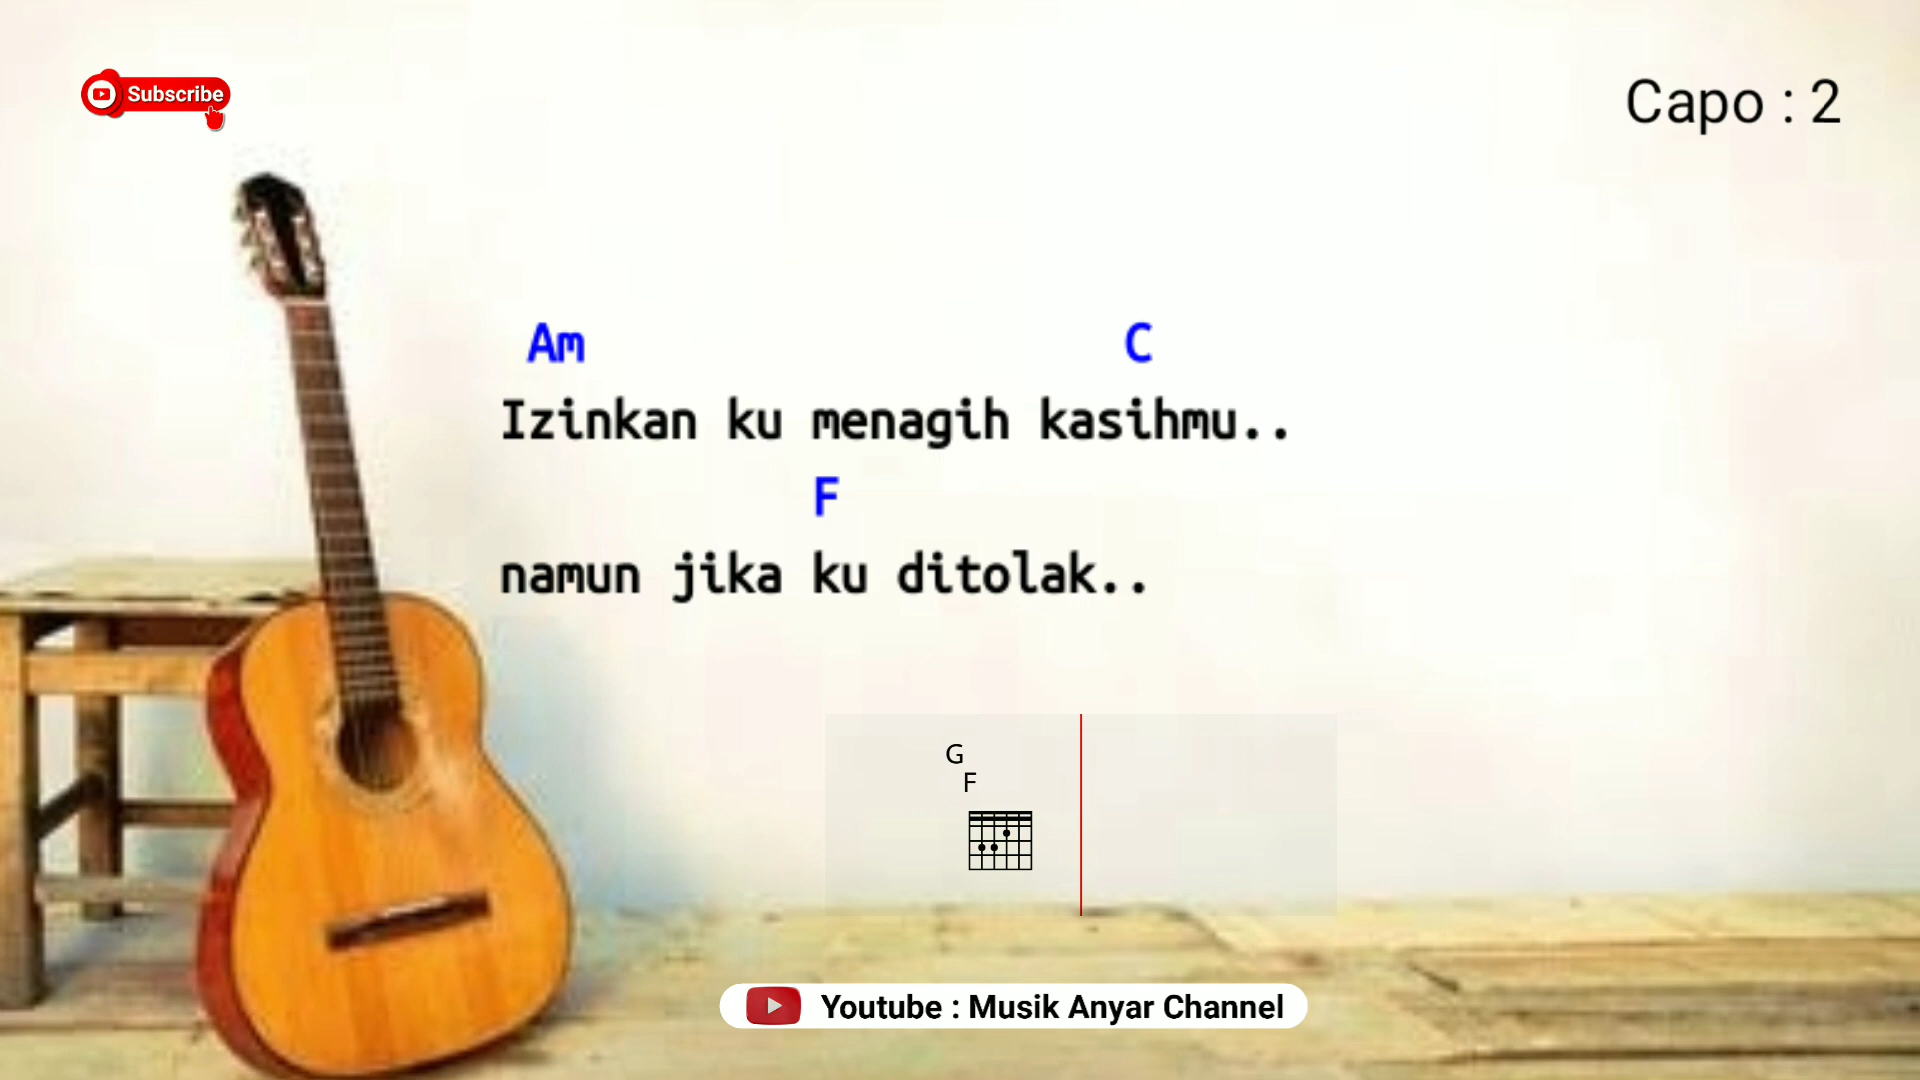 Subscribe
Capo : 2
Am C
Izinkan ku menagih kasihmu..
F
namun jika ku ditolak..
G
F
Youtube : Musik Anyar Channel